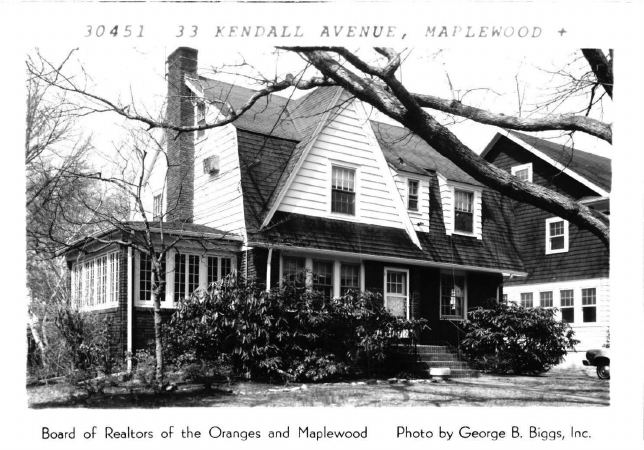 30451 33 KENDALL AVENUE, MAPLEWOOD +
Board of Realtors of the Oranges and Maplewood Photo by George B. Biggs, Inc.